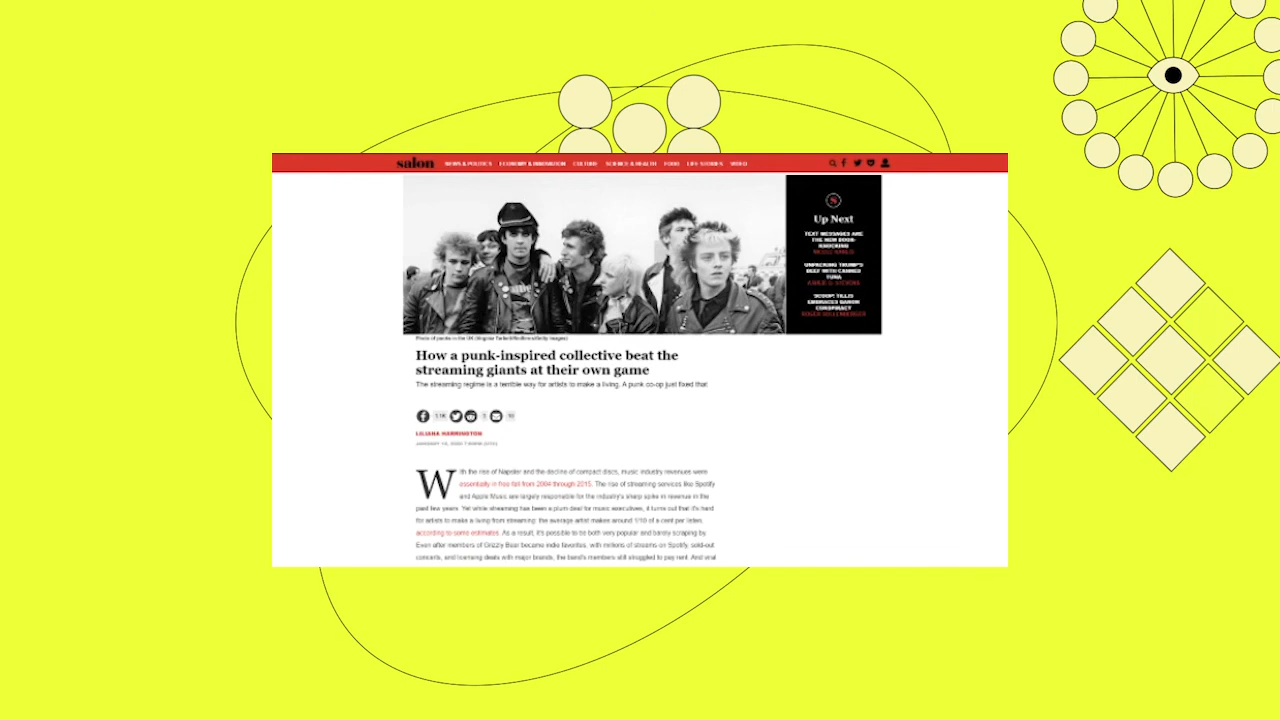 salon NEWS & POLITICS ECONOMY & INNOVATION CULTURE SCIENCE & HEALTH FOOD LIFE STORIES VIDEO
S
Up Next
TEXT MESSAGES ARE
THE NEW DOOR-
KNOCKING
UNPACKING TRUMP'S
BEEF WITH CANNED
TUNA
"SCOOP: TILLIS
EMBRACES
CONSPIRACY
Photo of punks in the UK
How a punk-inspired collective beat the
streaming giants at their own game
The streaming regime is a terrible way for artists to make a living. A punk co-op just fixed that
1.1K
LILIANA HARRINGTON
With the rise of Napster and the decline of compact discs, music industry revenues were
essentially in free fall from 2004 through 2015. The rise of streaming services like Spotify
and Apple Music are largely responsible for the industry's sharp spike in revenue in the
past few years. Yet while streaming has been a plum deal for music executives, it turns out that it's hard
for artists to make a living from streaming: the average artist makes around 1/10 of a cent per listen,
according to some estimates. As a result, it's possible to be both very popular and barely scraping by.
Even after members of Grizzly Bear became indie favorites, with millions of streams on Spotify, sold-out
concerts, and licensing deals with major brands, the band's members still struggled to pay rent. And viral